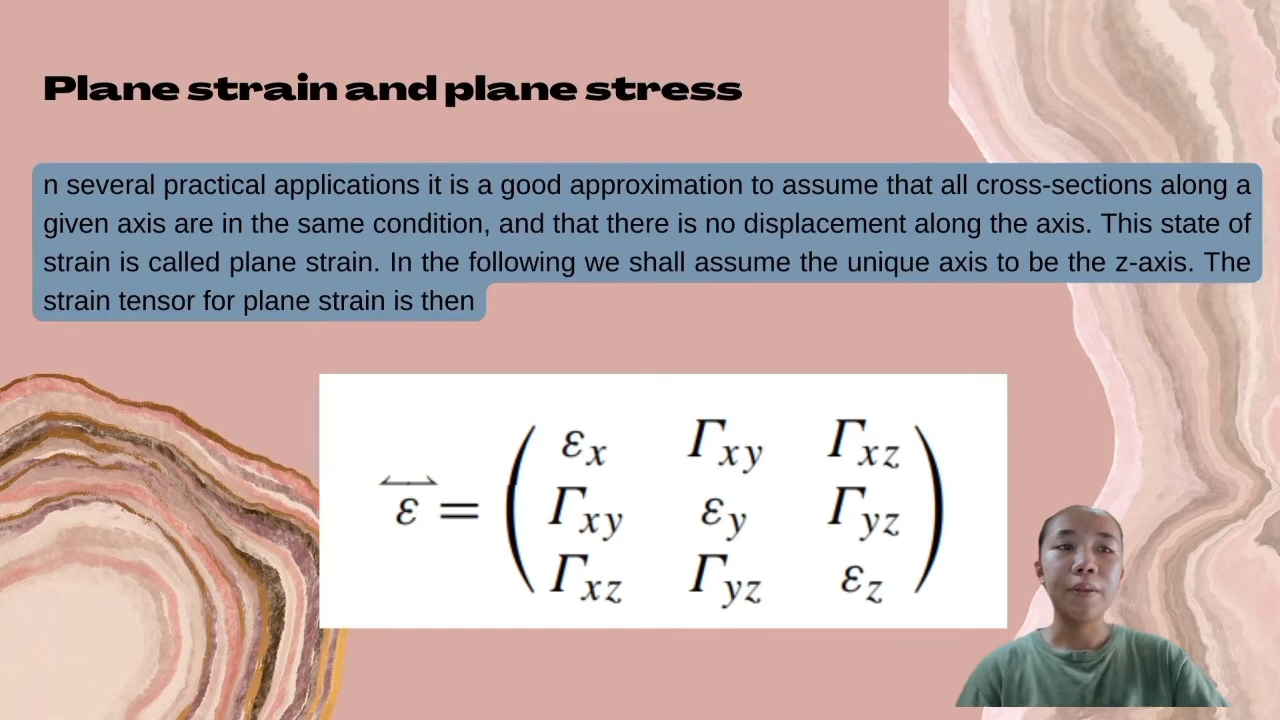 Plane strain and plane stress
n several practical applications it is a good approximation to assume that all cross-sections along a
given axis are in the same condition, and that there is no displacement along the axis. This state of
strain is called plane strain. In the following we shall assume the unique axis to be the z-axis. The
strain tensor for plane strain is then
εx Γxy Γxz
ε = Γxy εy Γyz
Γxz Γyz εz